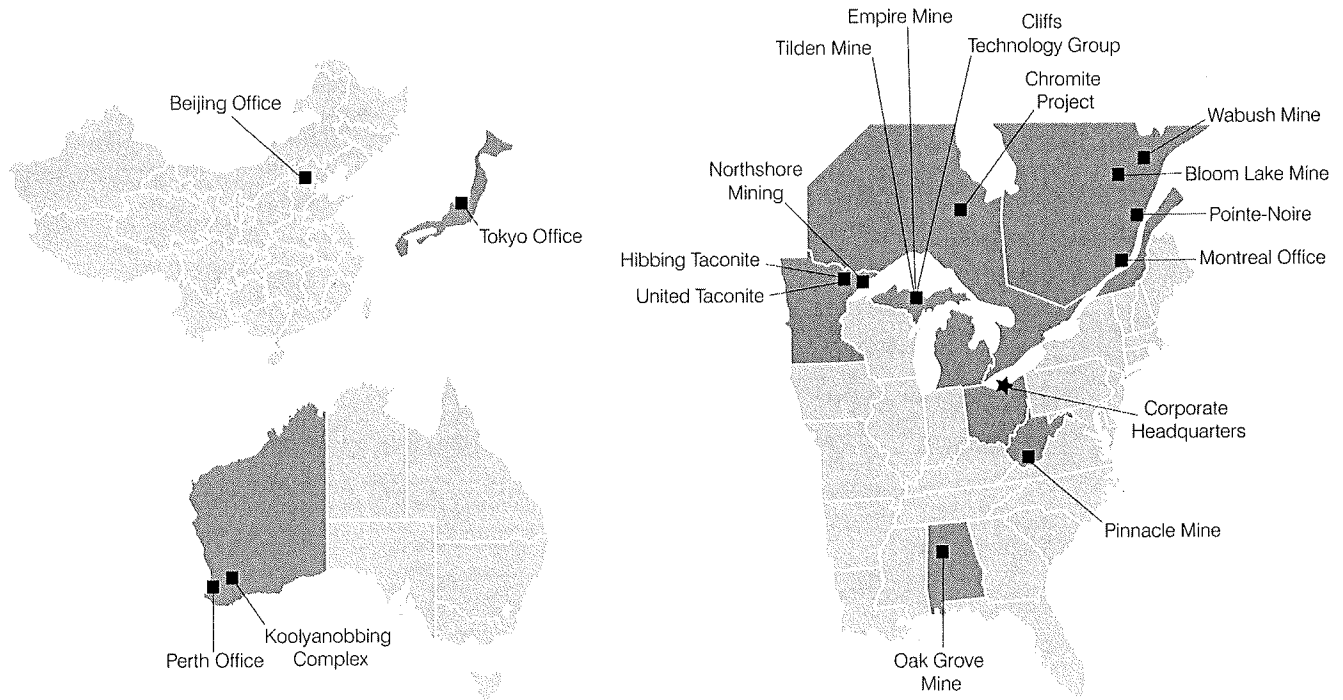 Beijing Office
Tokyo Office
Perth Office
Koolyanobbing
Complex
Empire Mine
Tilden Mine
Cliffs
Technology Group
Chromite
Project
Wabush Mine
Bloom Lake Mine
Pointe-Noire
Montreal Office
Northshore
Mining
Hibbing Taconite
United Taconite
Corporate
Headquarters
Pinnacle Mine
Oak Grove
Mine